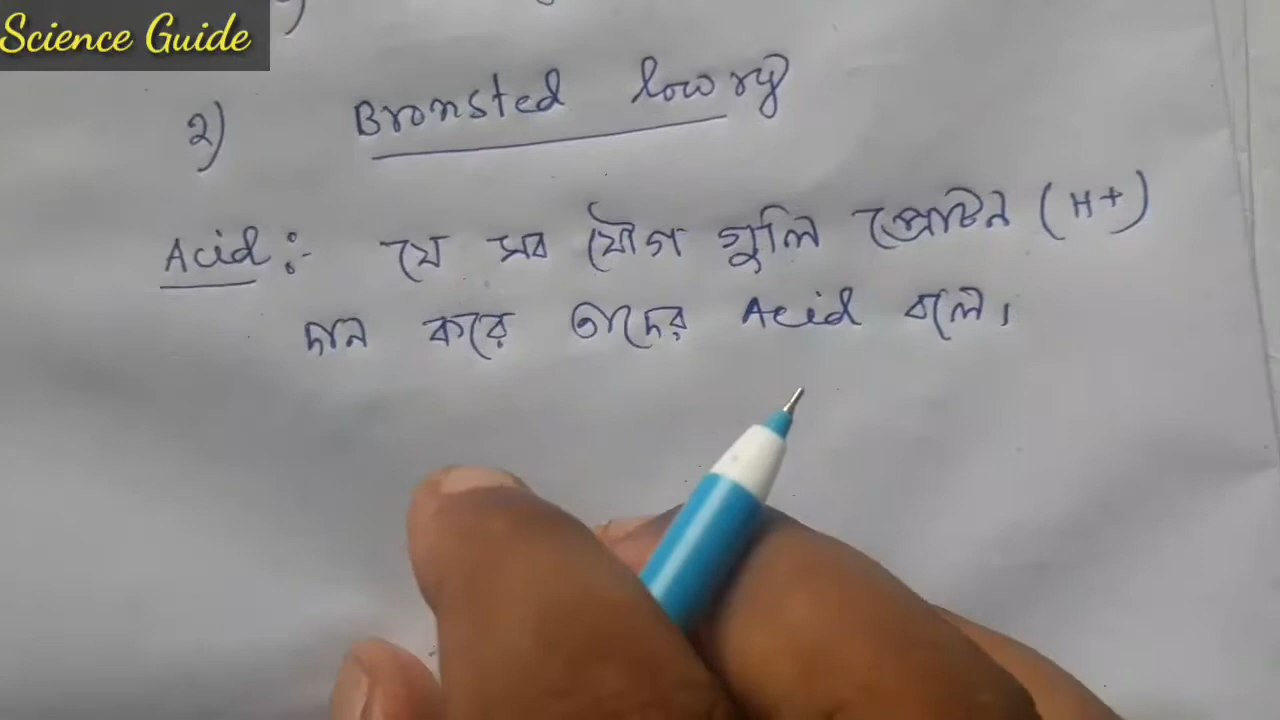 Science Guide
২) Bronsted lowry
Acid :- যে সব যৌগ গুলি প্রোটন (H+)
দান করে তাদের Acid বলে।